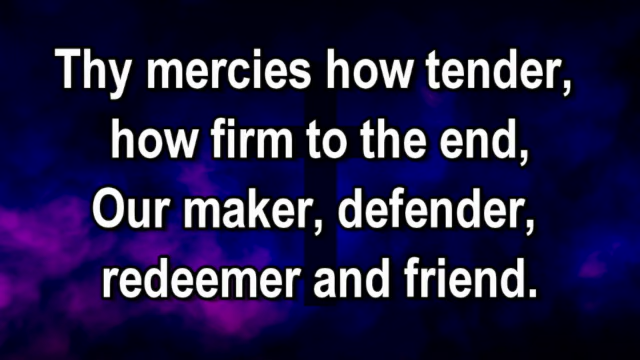 Thy mercies how tender,
how firm to the end,
Our maker, defender,
redeemer and friend.